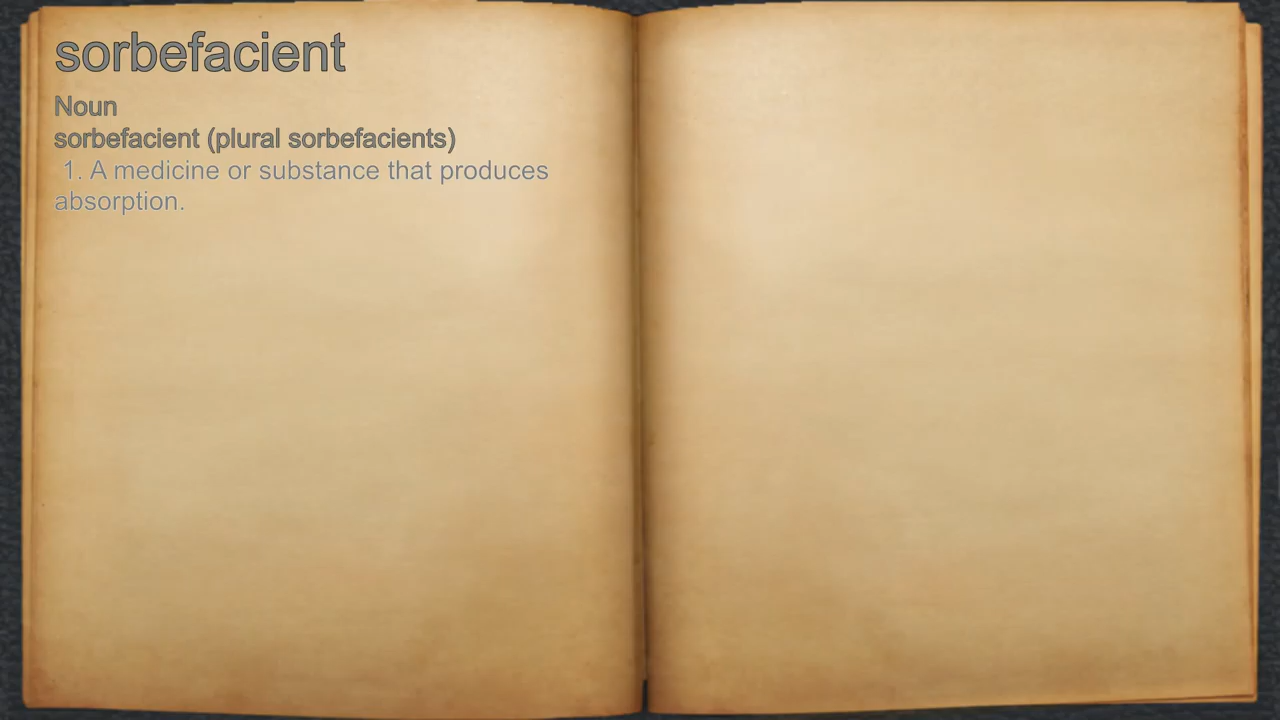 sorbefacient
Noun
sorbefacient (plural sorbefacients)
1. A medicine or substance that produces
absorption.